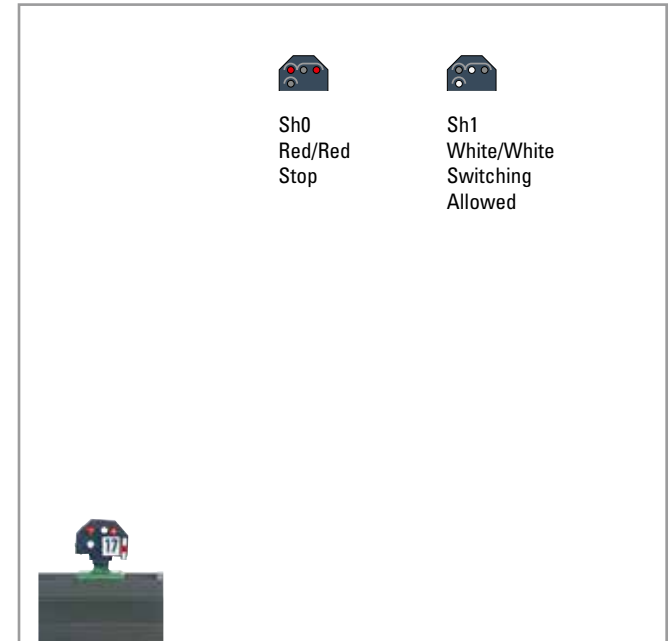 Sh0
Red/Red
Stop
Sh1
White/White
Switching
Allowed
17